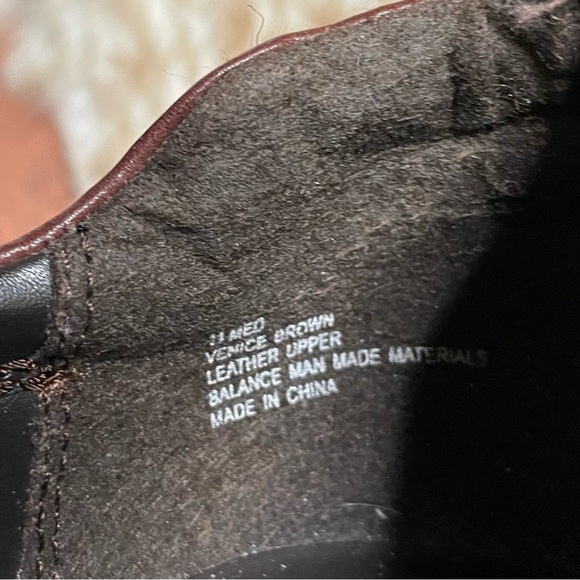 11 MED
VENICE BROWN
LEATHER UPPER
BALANCE MAN MADE MATERIALS
MADE IN CHINA